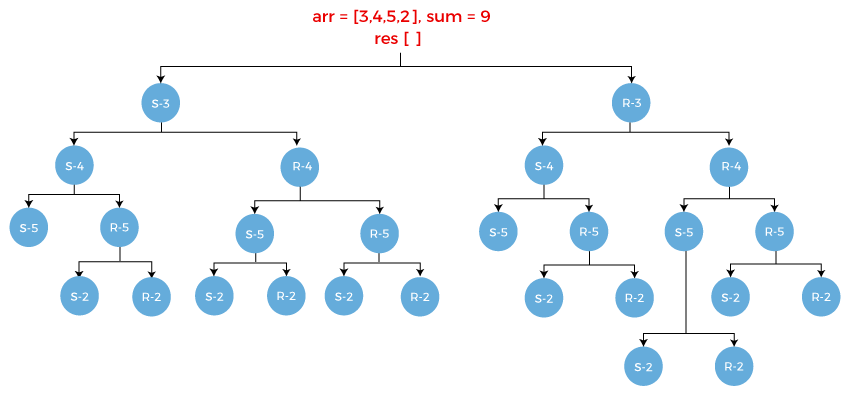 arr = [3,4,5,2], sum = 9
res [ ]
S-3
R-3
S-4
R-4
S-4
R-4
S-5
R-5
S-5
R-5
S-5
R-5
S-5
R-5
S-2
R-2
S-2
R-2
S-2
R-2
S-2
R-2
S-2
R-2
S-2
R-2